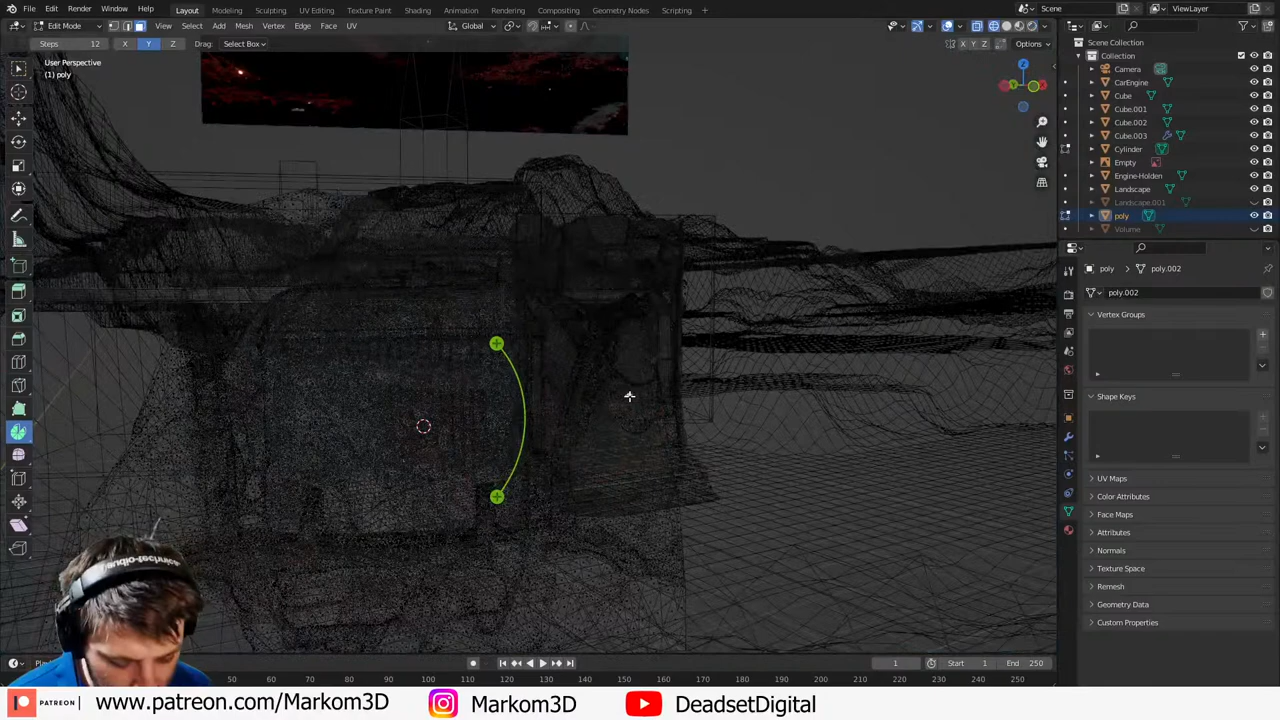 File Edit Render Window Help Layout Modeling Sculpting UV Editing Texture Paint Shading Animation Rendering Compositing Geometry Nodes Scripting + Scene ViewLayer
Edit Mode View Select Add Mesh Vertex Edge Face UV Global
Steps 12 X Y Z Drag: Select Box X Y Z Options
User Perspective
(1) poly
Scene Collection
Collection
Camera
CarEngine
Cube
Cube.001
Cube.002
Cube.003
Cylinder
Empty
Engine-Holden
Landscape
Landscape.001
poly
Volume
poly poly.002
poly.002
Vertex Groups
Shape Keys
UV Maps
Color Attributes
Face Maps
Attributes
Normals
Texture Space
Remesh
Geometry Data
Custom Properties
1 Start 1 End 250
50 60 70 80 90 100 110 120 130 140 150 160 170 180 190 200 210 220 230 240 250
audio-technica
PATREON www.patreon.com/Markom3D Markom3D DeadsetDigital